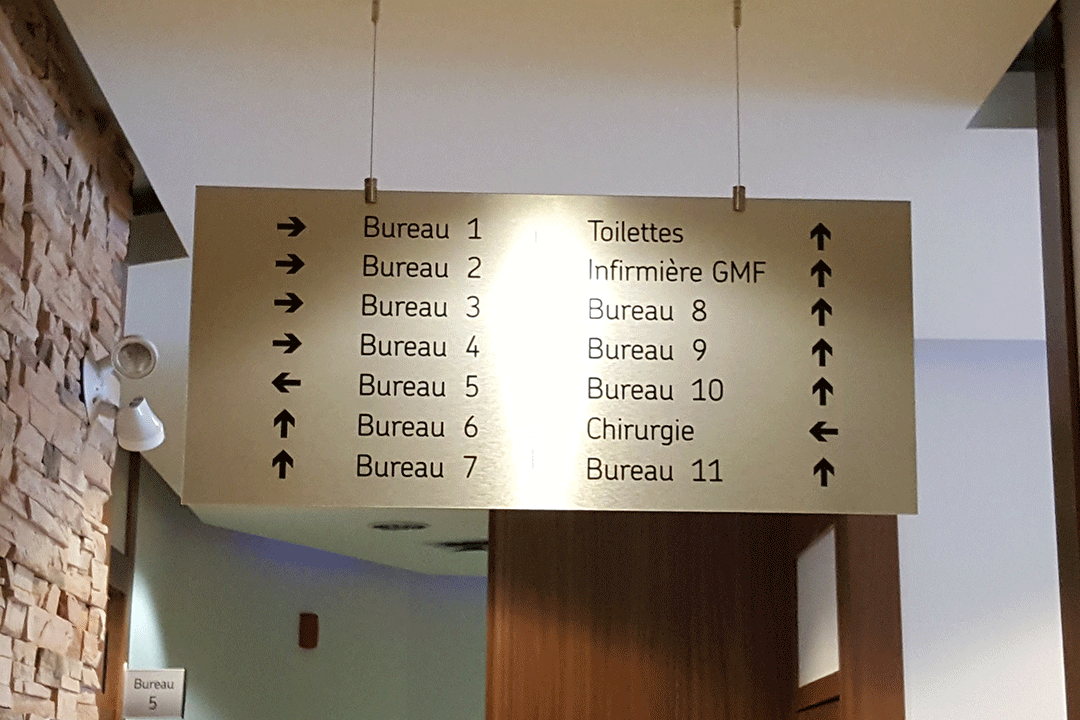 → Bureau 1
→ Bureau 2
→ Bureau 3
→ Bureau 4
← Bureau 5
↑ Bureau 6
↑ Bureau 7
Toilettes ↑
Infirmière GMF ↑
Bureau 8 ↑
Bureau 9 ↑
Bureau 10 ↑
Chirurgie ←
Bureau 11 ↑
Bureau
5